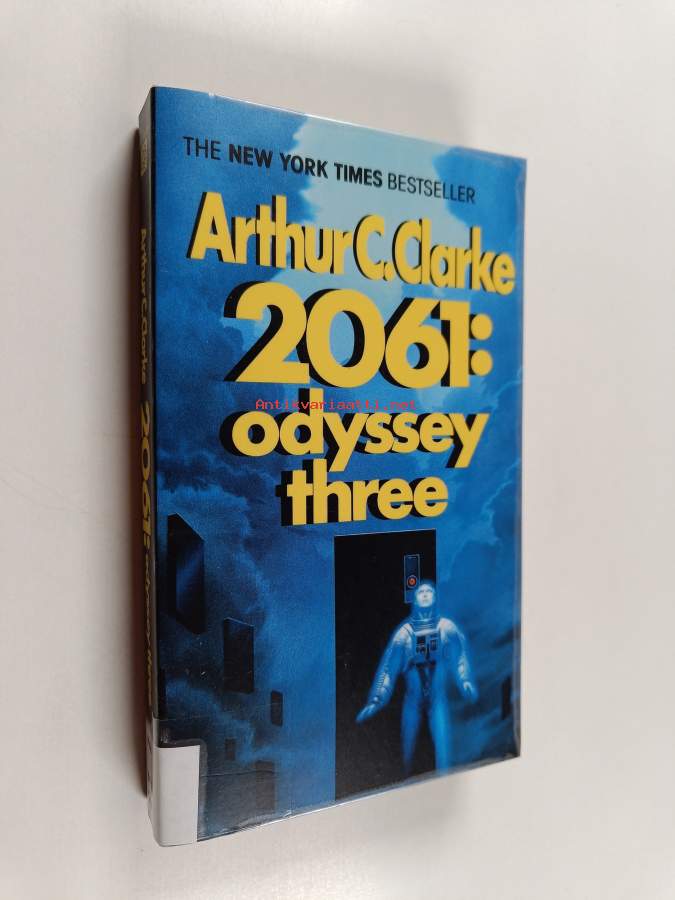 THE NEW YORK TIMES BESTSELLER
Arthur C. Clarke
2061:
odyssey
three
Antikvariaatti.net
Arthur C. Clarke 2061: odyssey three